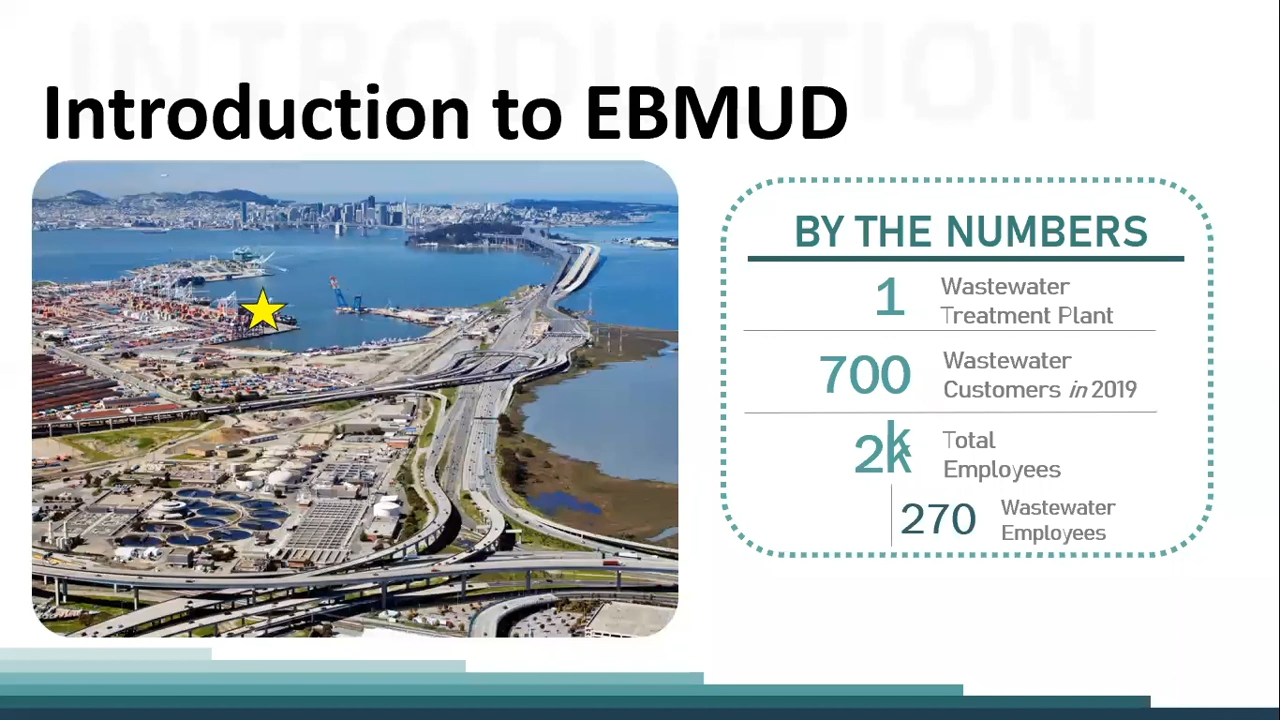 INTRODUCTION
Introduction to EBMUD
BY THE NUMBERS
1
Wastewater
Treatment Plant
700
Wastewater
Customers in 2019
2k
Total
Employees
270
Wastewater
Employees